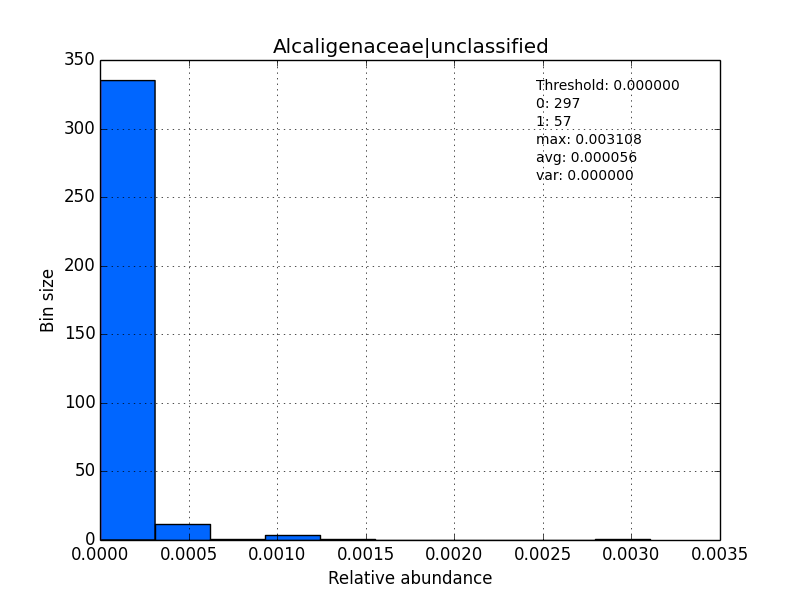 Alcaligenaceae|unclassified
350
300
250
200
150
100
50
0
Bin size
Threshold: 0.000000
0: 297
1: 57
max: 0.003108
avg: 0.000056
var: 0.000000
0.0000 0.0005 0.0010 0.0015 0.0020 0.0025 0.0030 0.0035
Relative abundance